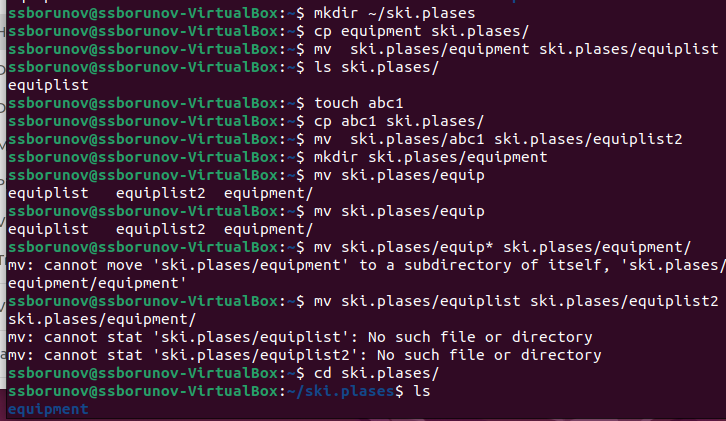 ssborunov@ssborunov-VirtualBox:~$ mkdir ~/ski.plases
ssborunov@ssborunov-VirtualBox:~$ cp equipment ski.plases/
ssborunov@ssborunov-VirtualBox:~$ mv  ski.plases/equipment ski.plases/equiplist
ssborunov@ssborunov-VirtualBox:~$ ls ski.plases/
equiplist
ssborunov@ssborunov-VirtualBox:~$ touch abc1
ssborunov@ssborunov-VirtualBox:~$ cp abc1 ski.plases/
ssborunov@ssborunov-VirtualBox:~$ mv  ski.plases/abc1 ski.plases/equiplist2
ssborunov@ssborunov-VirtualBox:~$ mkdir ski.plases/equipment
ssborunov@ssborunov-VirtualBox:~$ mv ski.plases/equip
equiplist   equiplist2  equipment/
ssborunov@ssborunov-VirtualBox:~$ mv ski.plases/equip
equiplist   equiplist2  equipment/
ssborunov@ssborunov-VirtualBox:~$ mv ski.plases/equip* ski.plases/equipment/
mv: cannot move 'ski.plases/equipment' to a subdirectory of itself, 'ski.plases/
equipment/equipment'
ssborunov@ssborunov-VirtualBox:~$ mv ski.plases/equiplist ski.plases/equiplist2
ski.plases/equipment/
mv: cannot stat 'ski.plases/equiplist': No such file or directory
mv: cannot stat 'ski.plases/equiplist2': No such file or directory
ssborunov@ssborunov-VirtualBox:~$ cd ski.plases/
ssborunov@ssborunov-VirtualBox:~/ski.plases$ ls
equipment